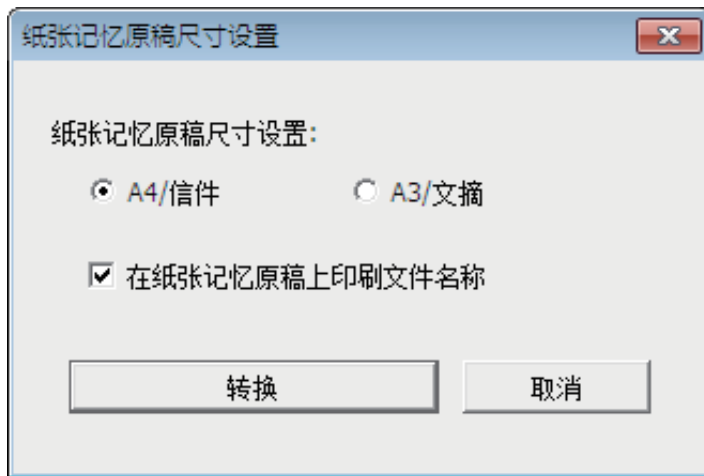 纸张记忆原稿尺寸设置
纸张记忆原稿尺寸设置:
A4/信件 A3/文摘
在纸张记忆原稿上印刷文件名称
转换 取消